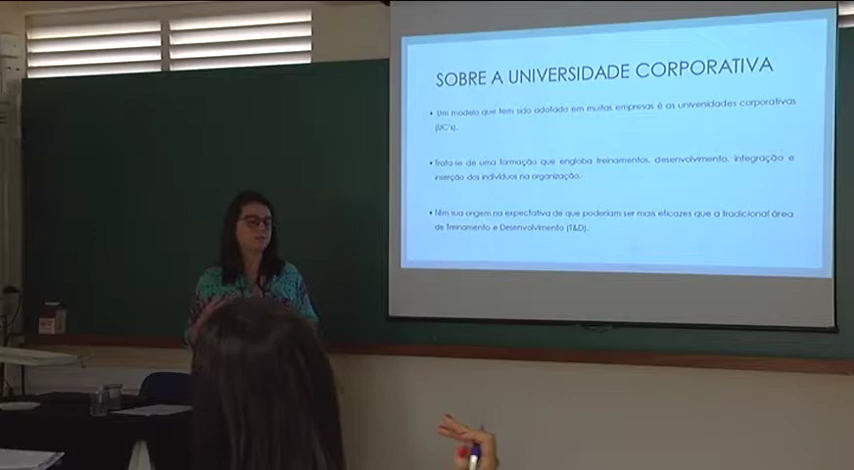 SOBRE A UNIVERSIDADE CORPORATIVA
• Um modelo que tem sido adotado em muitas empresas é as universidades corporativas
(UC's).
• Trata-se de uma formação que engloba treinamentos, desenvolvimento, integração e
inserção dos indivíduos na organização.
• Têm sua origem na expectativa de que poderiam ser mais eficazes que a tradicional área
de Treinamento e Desenvolvimento (T&D).